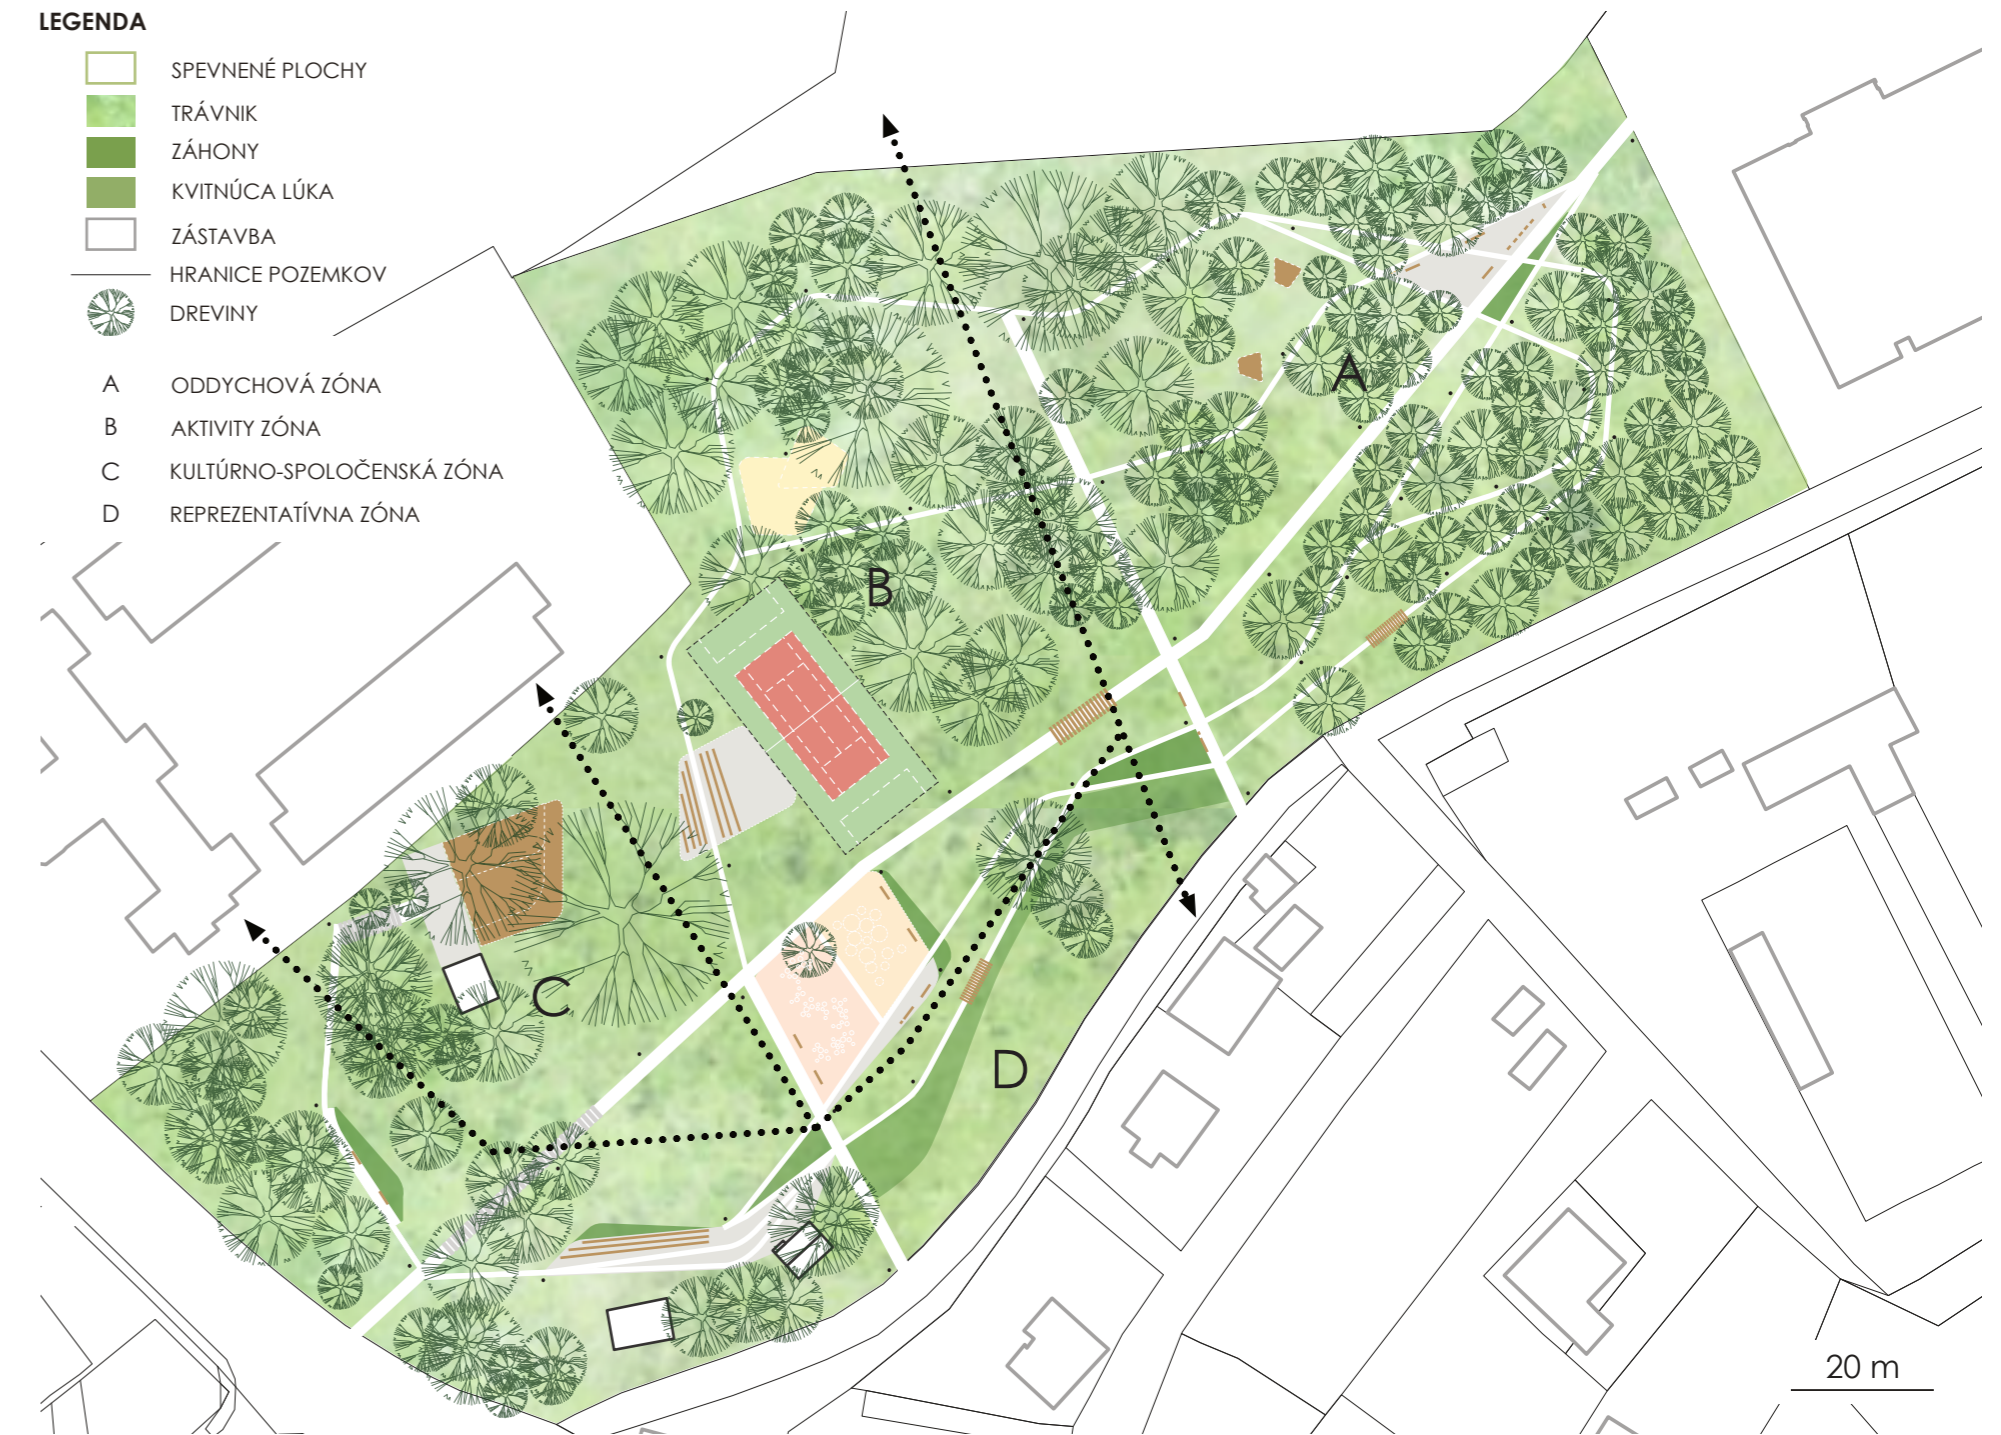 LEGENDA
SPEVNENÉ PLOCHY
TRÁVNIK
ZÁHONY
KVITNÚCA LÚKA
ZÁSTAVBA
HRANICE POZEMKOV
DREVINY
A ODDYCHOVÁ ZÓNA
B AKTIVITY ZÓNA
C KULTÚRNO-SPOLOČENSKÁ ZÓNA
D REPREZENTATÍVNA ZÓNA
A
B
C
D
20 m